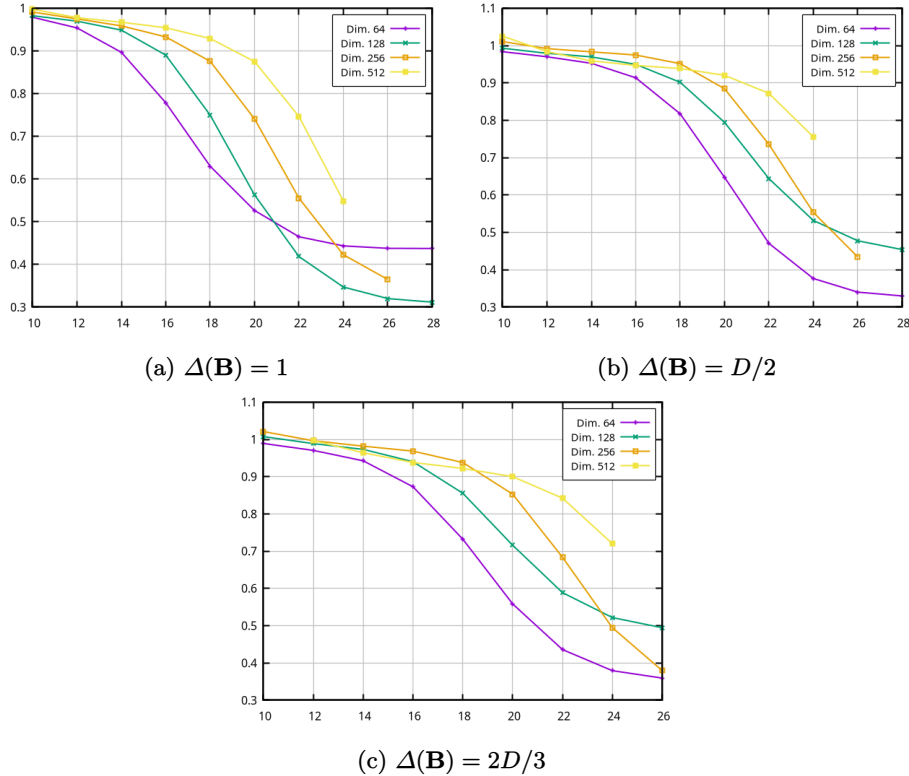 1
0.9
0.8
0.7
0.6
0.5
0.4
0.3
10 12 14 16 18 20 22 24 26 28
Dim. 64
Dim. 128
Dim. 256
Dim. 512
(a) Δ(B) = 1
1.1
1
0.9
0.8
0.7
0.6
0.5
0.4
0.3
10 12 14 16 18 20 22 24 26 28
Dim. 64
Dim. 128
Dim. 256
Dim. 512
(b) Δ(B) = D/2
1.1
1
0.9
0.8
0.7
0.6
0.5
0.4
0.3
10 12 14 16 18 20 22 24 26
Dim. 64
Dim. 128
Dim. 256
Dim. 512
(c) Δ(B) = 2D/3